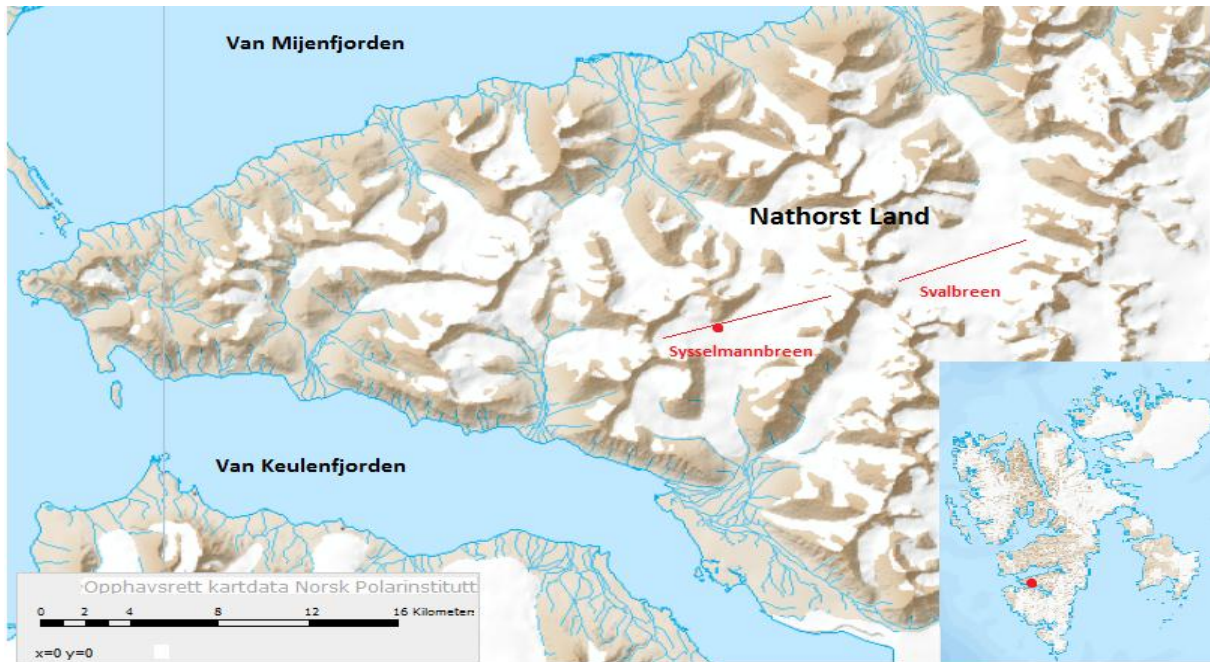 Van Mijenfjorden
Nathorst Land
Svalbreen
Sysselmannbreen
Van Keulenfjorden
Opphavsrett kartdata Norsk Polarinstitutt
0 2 4 8 12 16 Kilometers
x=0 y=0